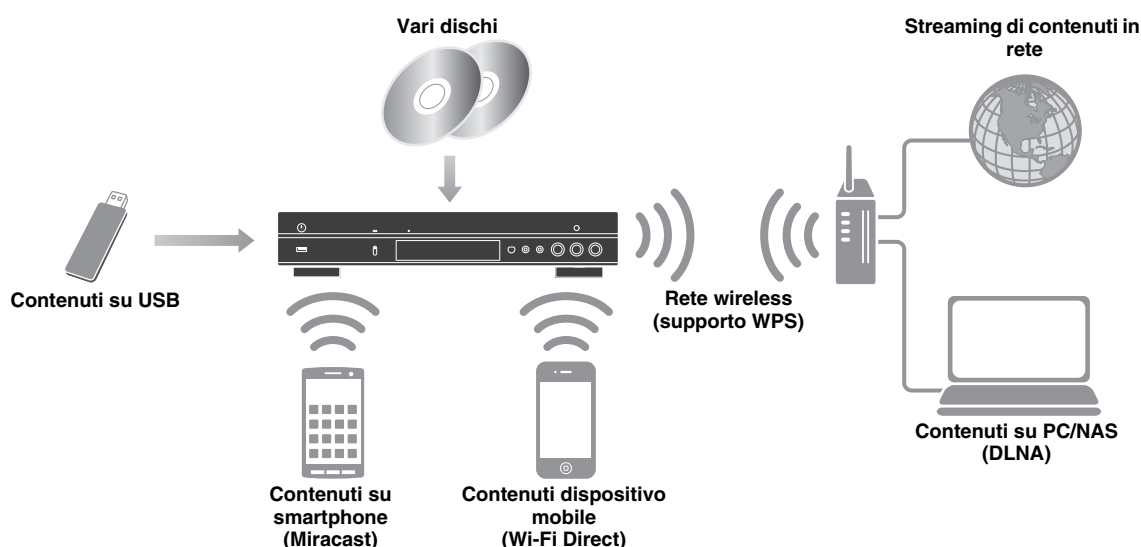 Vari dischi
Streaming di contenuti in
rete
Contenuti su USB
Rete wireless
(supporto WPS)
Contenuti su PC/NAS
(DLNA)
Contenuti su
smartphone
(Miracast)
Contenuti dispositivo
mobile
(Wi-Fi Direct)